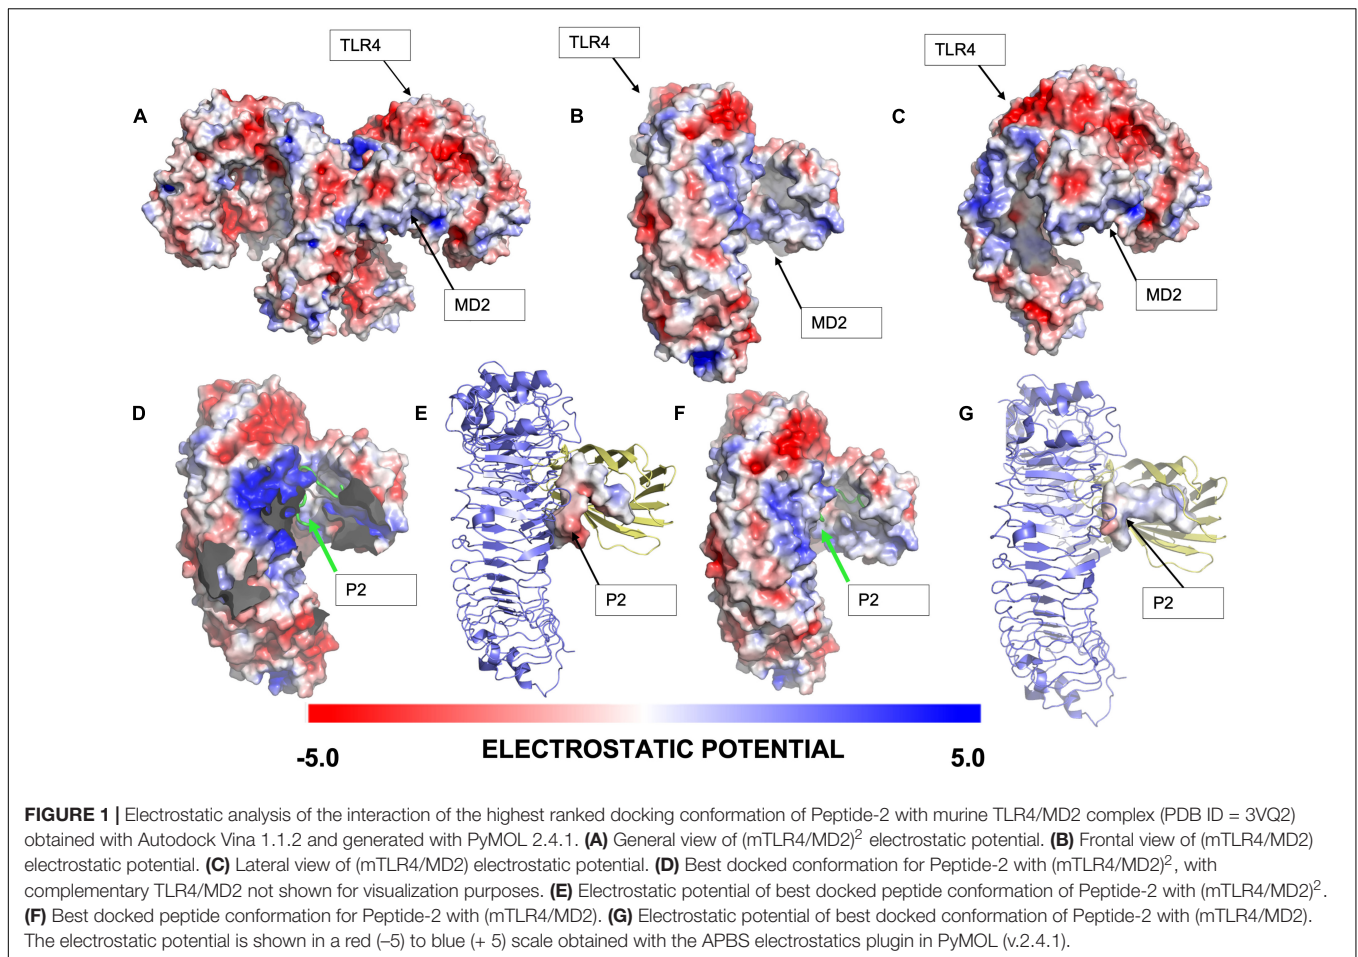 TLR4
TLR4
TLR4
A
B
C
MD2
MD2
MD2
D
E
F
G
P2
P2
P2
P2
-5.0
ELECTROSTATIC POTENTIAL
5.0
FIGURE 1 | Electrostatic analysis of the interaction of the highest ranked docking conformation of Peptide-2 with murine TLR4/MD2 complex (PDB ID = 3VQ2)
obtained with Autodock Vina 1.1.2 and generated with PyMOL 2.4.1. (A) General view of (mTLR4/MD2)² electrostatic potential. (B) Frontal view of (mTLR4/MD2)
electrostatic potential. (C) Lateral view of (mTLR4/MD2) electrostatic potential. (D) Best docked conformation for Peptide-2 with (mTLR4/MD2)², with
complementary TLR4/MD2 not shown for visualization purposes. (E) Electrostatic potential of best docked peptide conformation of Peptide-2 with (mTLR4/MD2)².
(F) Best docked peptide conformation for Peptide-2 with (mTLR4/MD2). (G) Electrostatic potential of best docked conformation of Peptide-2 with (mTLR4/MD2).
The electrostatic potential is shown in a red (–5) to blue (+ 5) scale obtained with the APBS electrostatics plugin in PyMOL (v.2.4.1).